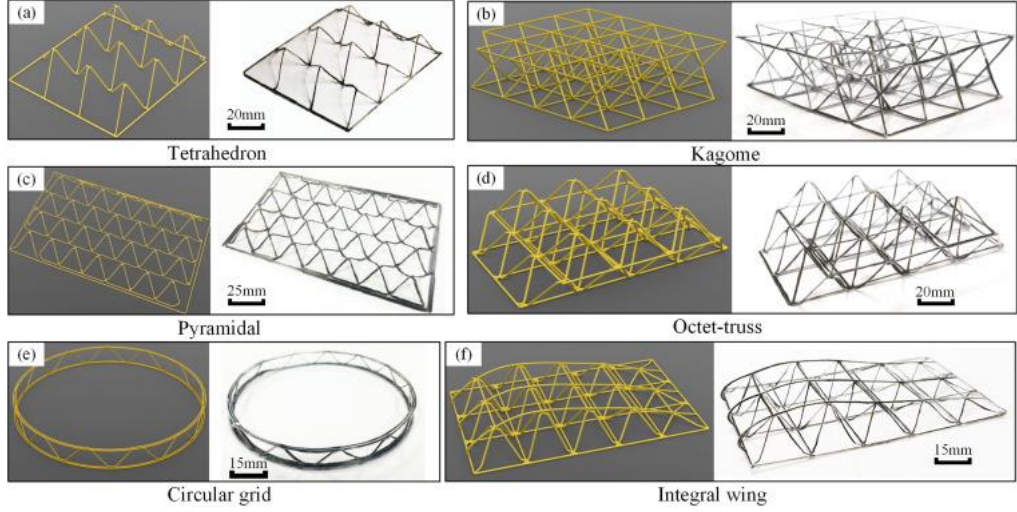 (a)
20mm
Tetrahedron
(b)
20mm
Kagome
(c)
25mm
Pyramidal
(d)
20mm
Octet-truss
(e)
15mm
Circular grid
(f)
15mm
Integral wing